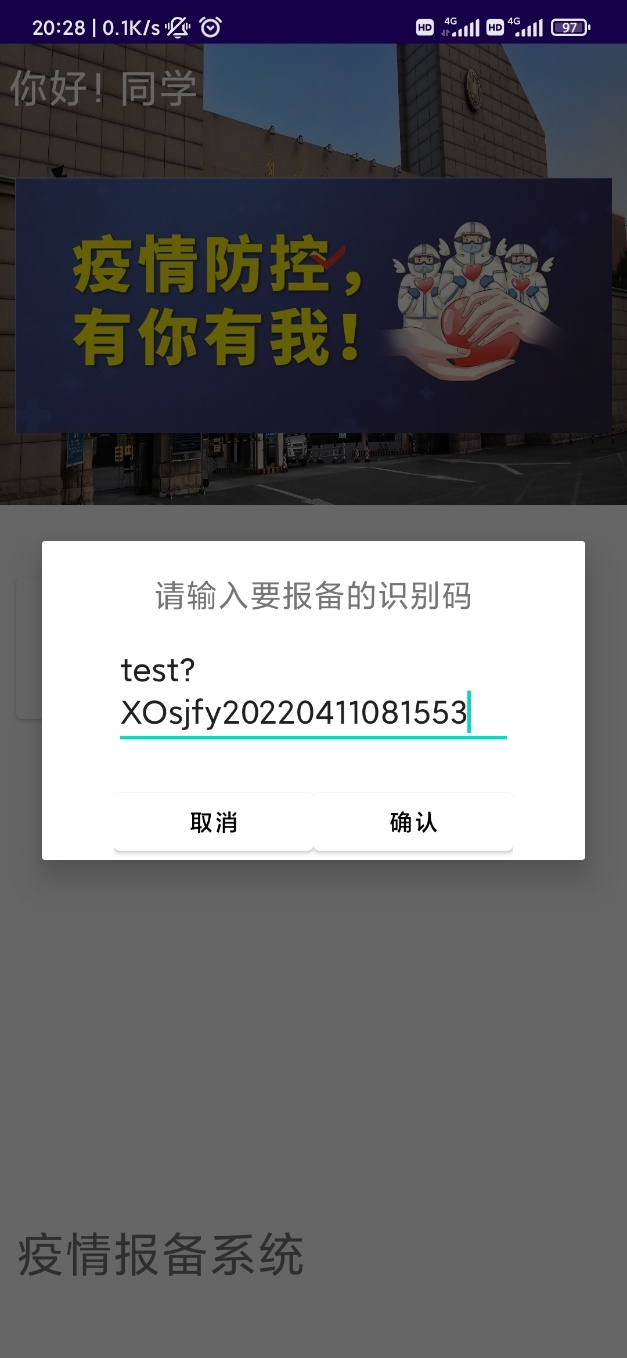 20:28 | 0.1K/s
HD 4G HD 4G 97
你好！同学
疫情防控，
有你有我！
请输入要报备的识别码
test?
XOsjfy20220411081553
取消
确认
疫情报备系统